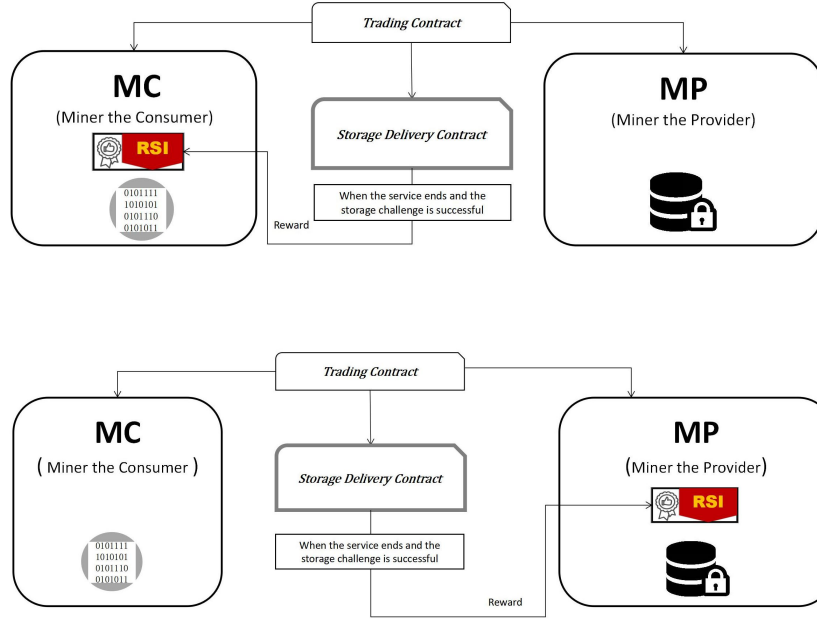 Trading Contract
MC
(Miner the Consumer)
RSI
0101111
1010101
0101110
0101011
Storage Delivery Contract
When the service ends and the
storage challenge is successful
Reward
MP
(Miner the Provider)
Trading Contract
MC
( Miner the Consumer )
0101111
1010101
0101110
0101011
Storage Delivery Contract
When the service ends and the
storage challenge is successful
Reward
MP
(Miner the Provider)
RSI